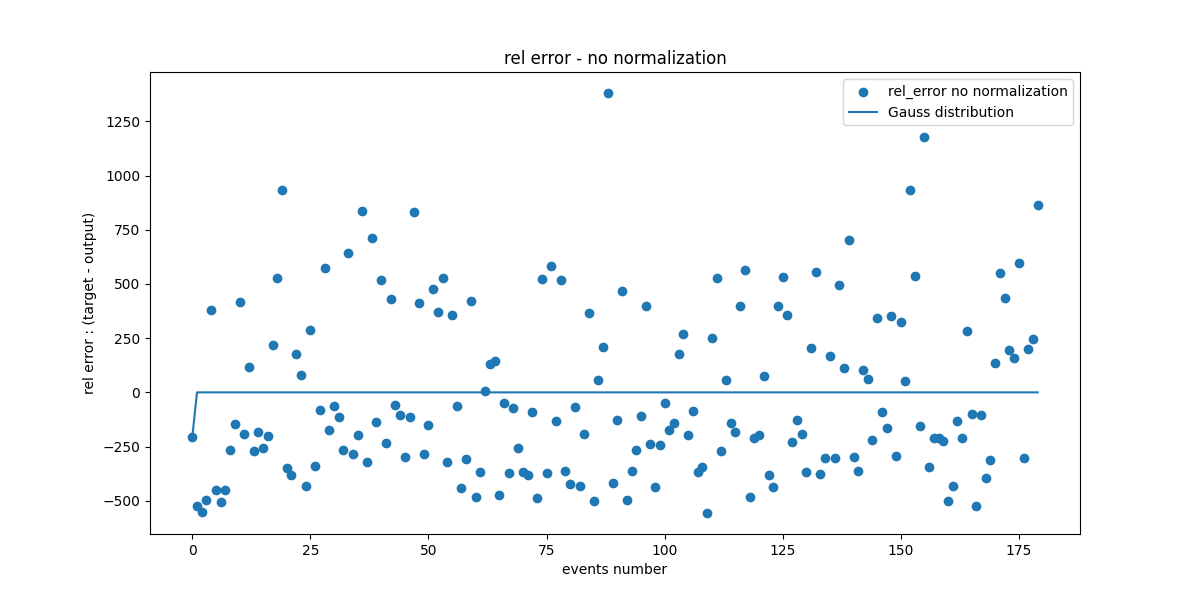 rel error - no normalization
rel_error no normalization
Gauss distribution
rel error : (target - output)
1250
1000
750
500
250
0
−250
−500
0 25 50 75 100 125 150 175
events number